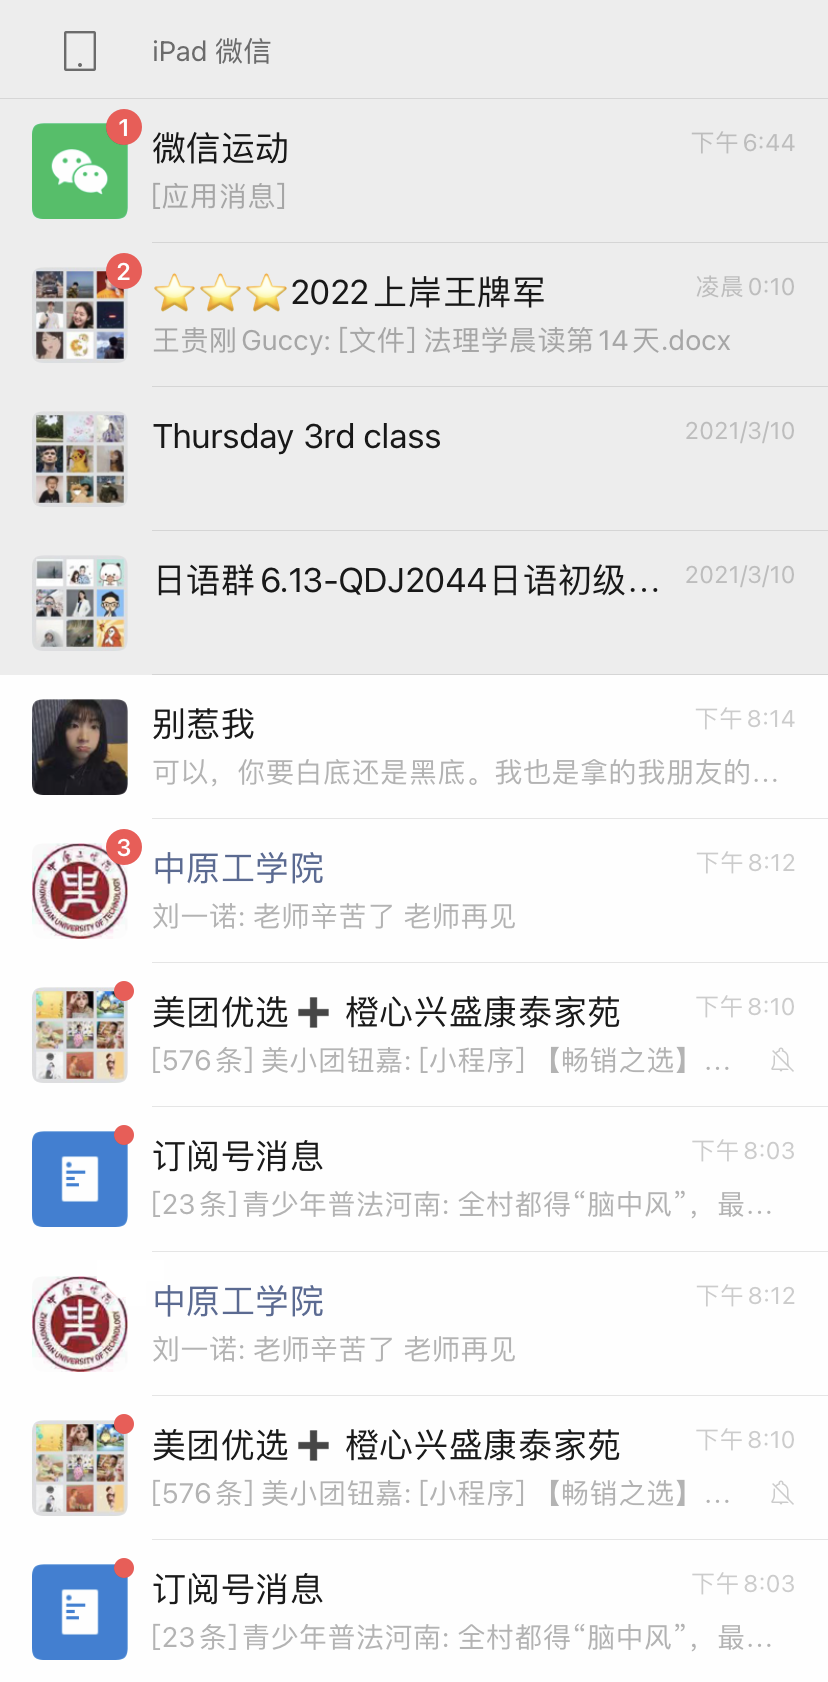 iPad 微信
1
微信运动
下午 6:44
[应用消息]
2
⭐⭐⭐2022上岸王牌军
凌晨 0:10
王贵刚Guccy: [文件] 法理学晨读第14天.docx
Thursday 3rd class
2021/3/10
日语群6.13-QDJ2044日语初级...
2021/3/10
别惹我
下午 8:14
可以，你要白底还是黑底。我也是拿的我朋友的...
3
中原工学院
下午 8:12
刘一诺: 老师辛苦了 老师再见
ZHONGYUAN UNIVERSITY OF TECHNOLOGY
美团优选➕ 橙心兴盛康泰家苑
下午 8:10
[576条] 美小团钮嘉: [小程序] 【畅销之选】...
订阅号消息
下午 8:03
[23条]青少年普法河南: 全村都得“脑中风”，最...
中原工学院
下午 8:12
刘一诺: 老师辛苦了 老师再见
ZHONGYUAN UNIVERSITY OF TECHNOLOGY
美团优选➕ 橙心兴盛康泰家苑
下午 8:10
[576条] 美小团钮嘉: [小程序] 【畅销之选】...
订阅号消息
下午 8:03
[23条]青少年普法河南: 全村都得“脑中风”，最...